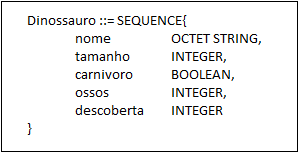 Dinossauro ::= SEQUENCE{
nome OCTET STRING,
tamanho INTEGER,
carnivoro BOOLEAN,
ossos INTEGER,
descoberta INTEGER
}